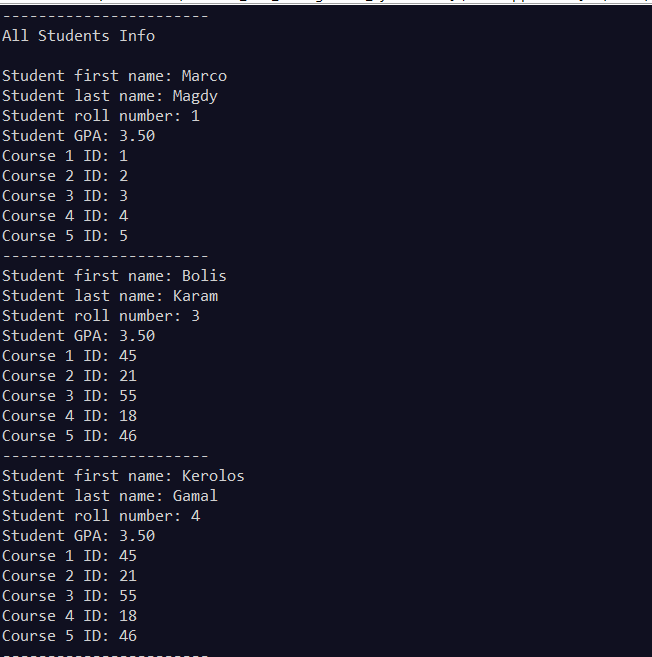 -----------------------
All Students Info

Student first name: Marco
Student last name: Magdy
Student roll number: 1
Student GPA: 3.50
Course 1 ID: 1
Course 2 ID: 2
Course 3 ID: 3
Course 4 ID: 4
Course 5 ID: 5
-----------------------
Student first name: Bolis
Student last name: Karam
Student roll number: 3
Student GPA: 3.50
Course 1 ID: 45
Course 2 ID: 21
Course 3 ID: 55
Course 4 ID: 18
Course 5 ID: 46
-----------------------
Student first name: Kerolos
Student last name: Gamal
Student roll number: 4
Student GPA: 3.50
Course 1 ID: 45
Course 2 ID: 21
Course 3 ID: 55
Course 4 ID: 18
Course 5 ID: 46
-----------------------